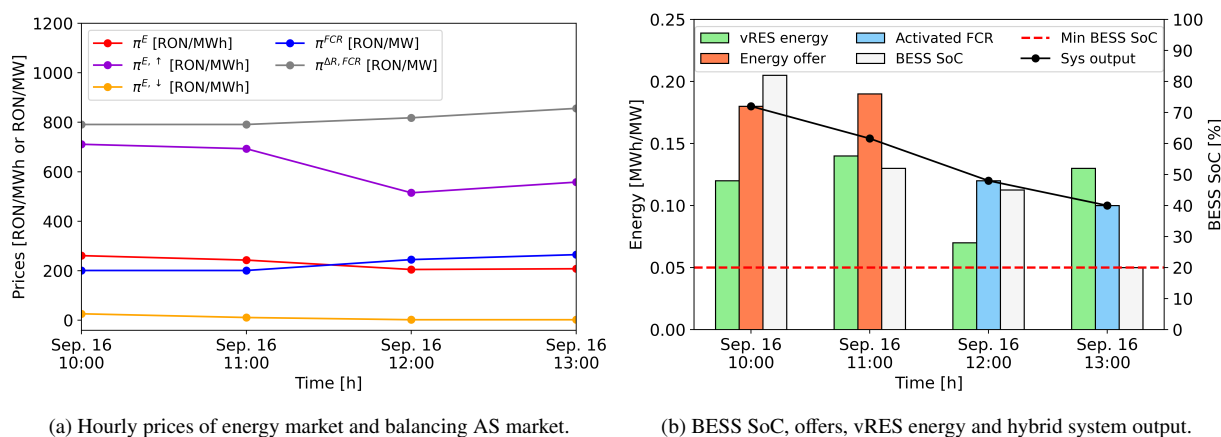 1200
1000
800
600
400
200
0
Prices [RON/MWh or RON/MW]
π^E [RON/MWh]
π^{E, ↑} [RON/MWh]
π^{E, ↓} [RON/MWh]
π^{FCR} [RON/MW]
π^{ΔR, FCR} [RON/MW]
Sep. 16
10:00
Sep. 16
11:00
Sep. 16
12:00
Sep. 16
13:00
Time [h]
(a) Hourly prices of energy market and balancing AS market.
0.25
0.20
0.15
0.10
0.05
0.00
Energy [MWh/MW]
vRES energy
Energy offer
Activated FCR
BESS SoC
Min BESS SoC
Sys output
100
90
80
70
60
50
40
30
20
10
0
BESS SoC [%]
Sep. 16
10:00
Sep. 16
11:00
Sep. 16
12:00
Sep. 16
13:00
Time [h]
(b) BESS SoC, offers, vRES energy and hybrid system output.